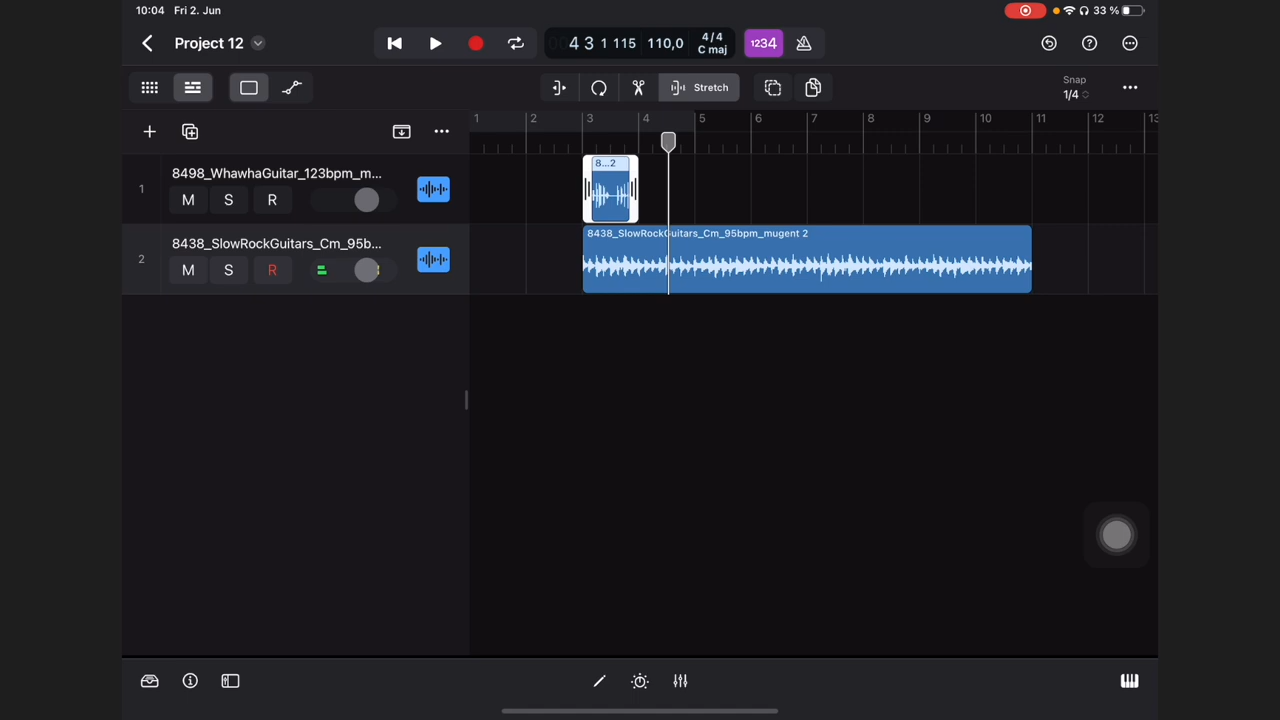 10:04 Fri 2. Jun
33 %
Project 12
4 3 1 115 110,0 4/4 C maj
1234
Stretch
Snap
1/4
1 2 3 4 5 6 7 8 9 10 11 12 13
1
8498_WhawhaGuitar_123bpm_m...
M S R
8...2
2
8438_SlowRockGuitars_Cm_95b...
M S R
8438_SlowRockGuitars_Cm_95bpm_mugent 2